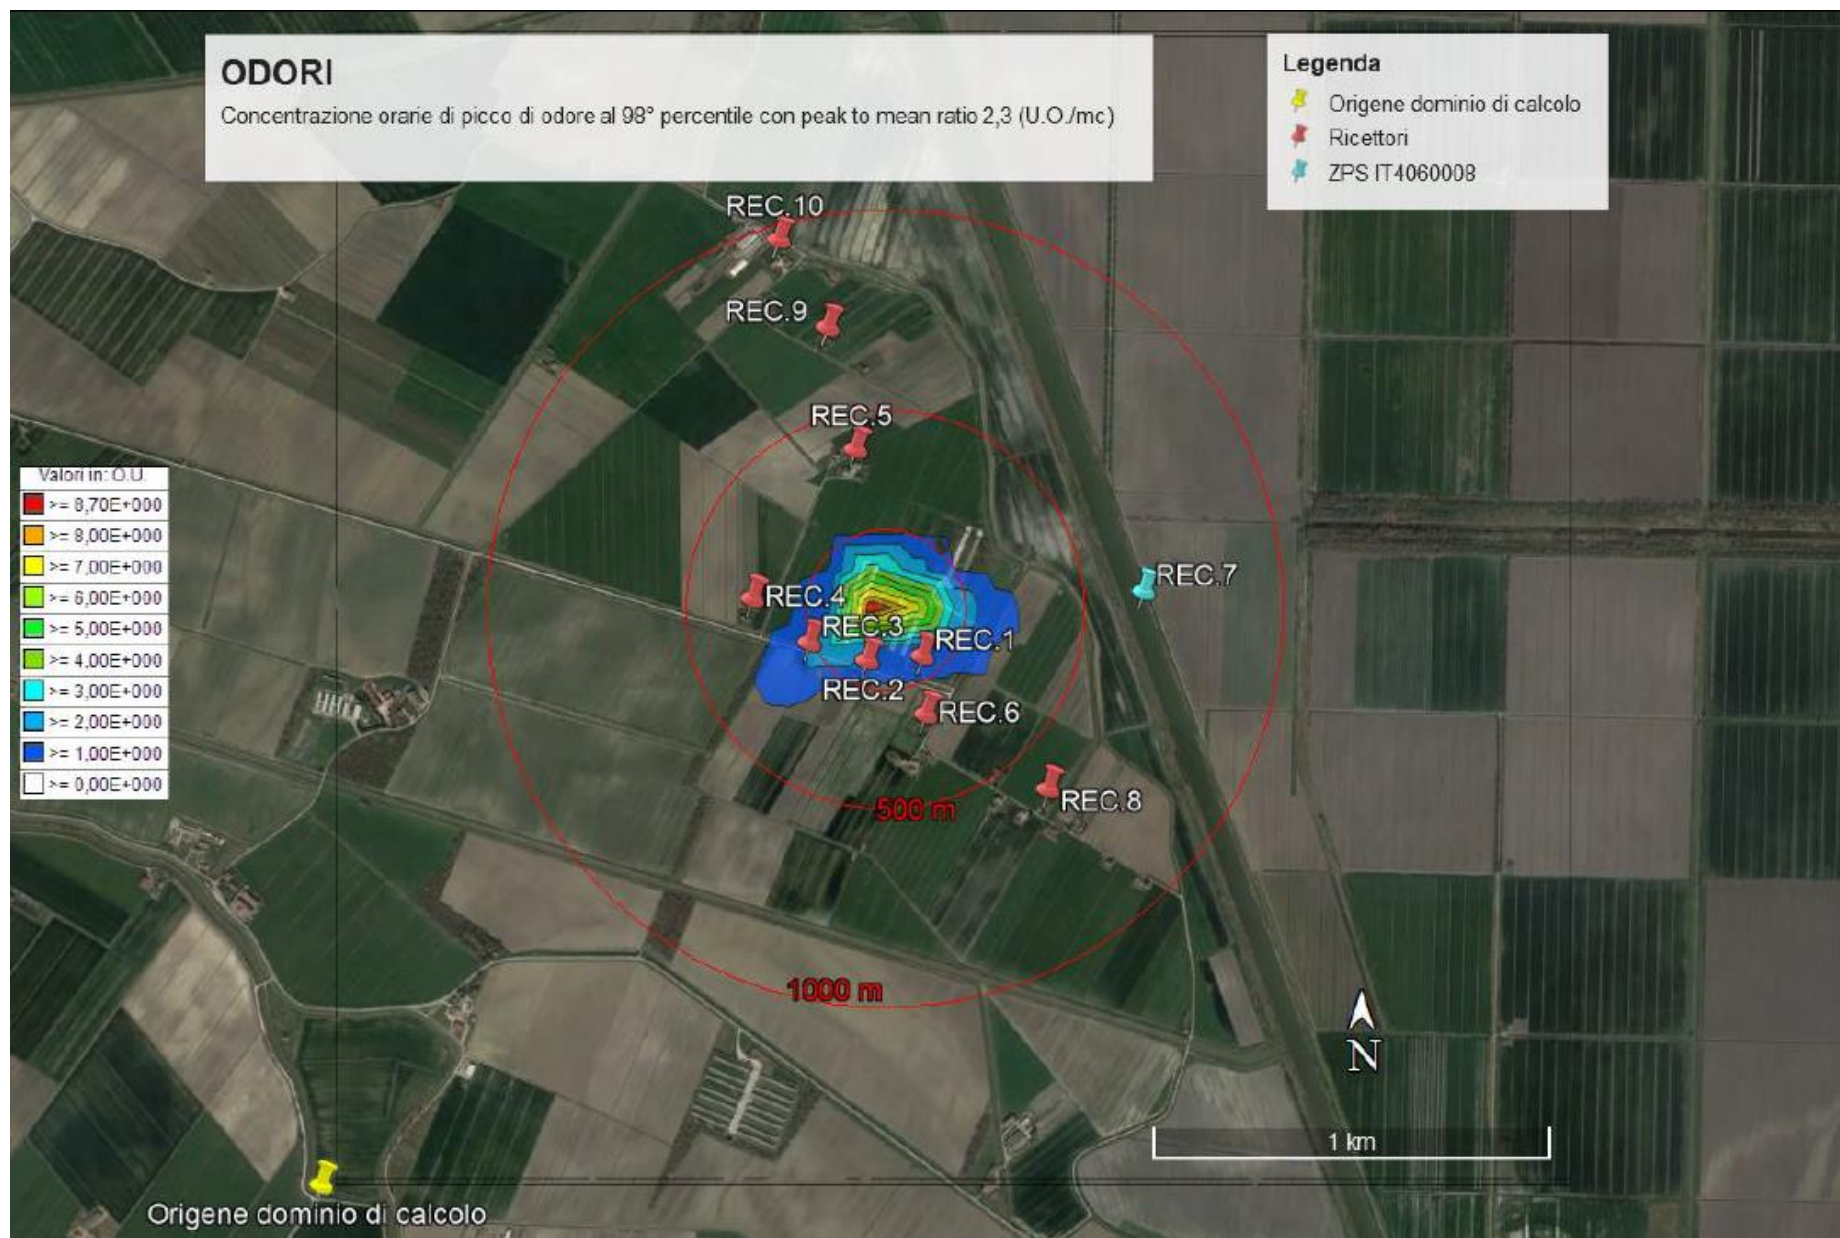 ODORI
Concentrazione orarie di picco di odore al 98° percentile con peak to mean ratio 2,3 (U.O./mc)
Legenda
Origene dominio di calcolo
Ricettori
ZPS IT4060008
REC.10
REC.9
REC.5
Valori in: O.U.
>= 8,70E+000
>= 8,00E+000
>= 7,00E+000
>= 6,00E+000
>= 5,00E+000
>= 4,00E+000
>= 3,00E+000
>= 2,00E+000
>= 1,00E+000
>= 0,00E+000
REC.7
REC.4
REC.3
REC.1
REC.2
REC.6
REC.8
500 m
1000 m
N
1 km
Origene dominio di calcolo